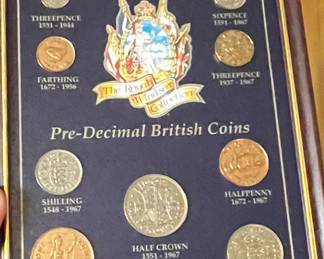 THREEPENCE
1551 - 1944
SIXPENCE
1551 - 1967
FARTHING
1672 - 1956
THREEPENCE
1937 - 1967
The Royal
Windsor
Collection
Pre-Decimal British Coins
SHILLING
1548 - 1967
HALFPENNY
1672 - 1967
HALF CROWN
1551 - 1967